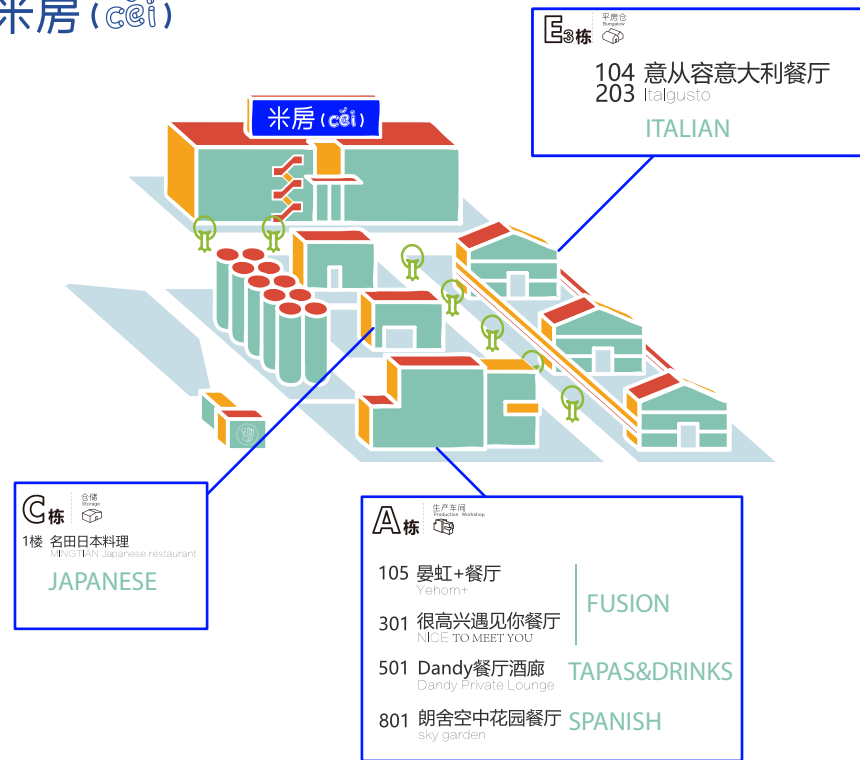 米房(cāi)
E3栋
平房仓
Bungalow
104 意从容意大利餐厅
203 Italgusto
ITALIAN
米房(cāi)
C栋
仓储
Storage
1楼 名田日本料理
MINGTIAN Japanese restaurant
JAPANESE
A栋
生产车间
Production Workshop
105 晏虹+餐厅
Yehom+
FUSION
301 很高兴遇见你餐厅
NICE TO MEET YOU
501 Dandy餐厅酒廊 TAPAS&DRINKS
Dandy Private Lounge
801 朗舍空中花园餐厅 SPANISH
sky garden